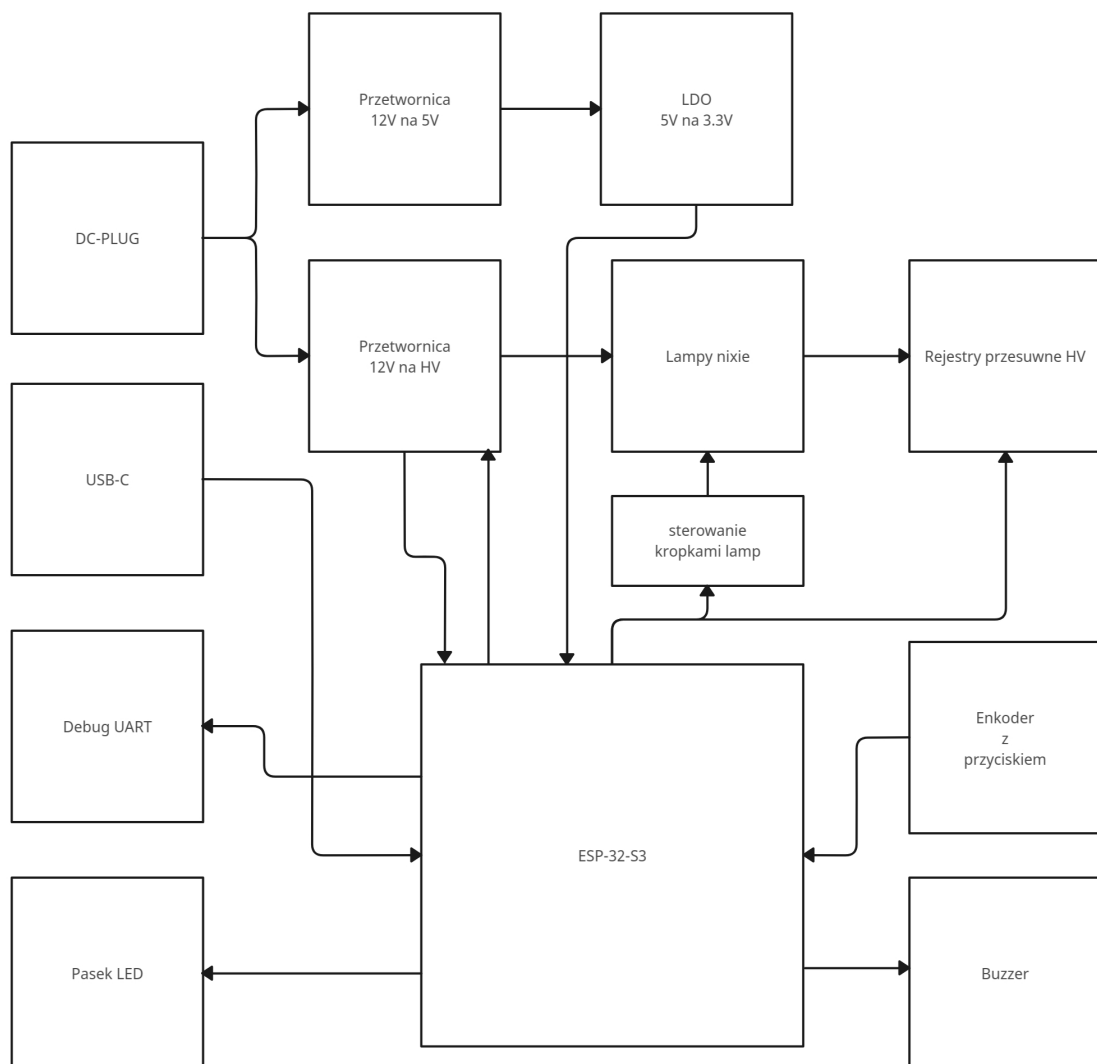 Przetwornica
12V na 5V
LDO
5V na 3.3V
DC-PLUG
Przetwornica
12V na HV
Lampy nixie
Rejestry przesuwne HV
USB-C
sterowanie
kropkami lamp
Debug UART
Enkoder
z
przyciskiem
ESP-32-S3
Pasek LED
Buzzer